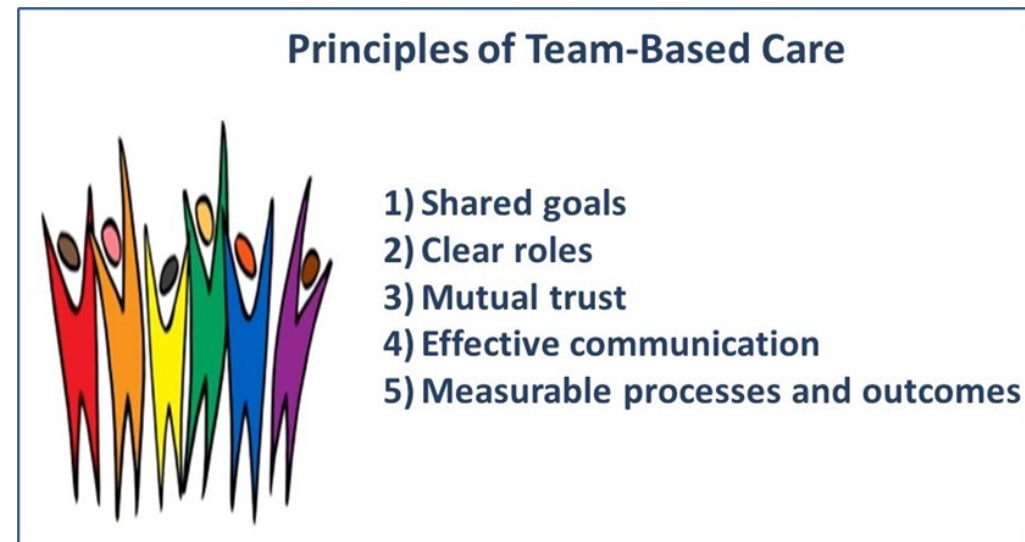 Principles of Team-Based Care
1) Shared goals
2) Clear roles
3) Mutual trust
4) Effective communication
5) Measurable processes and outcomes